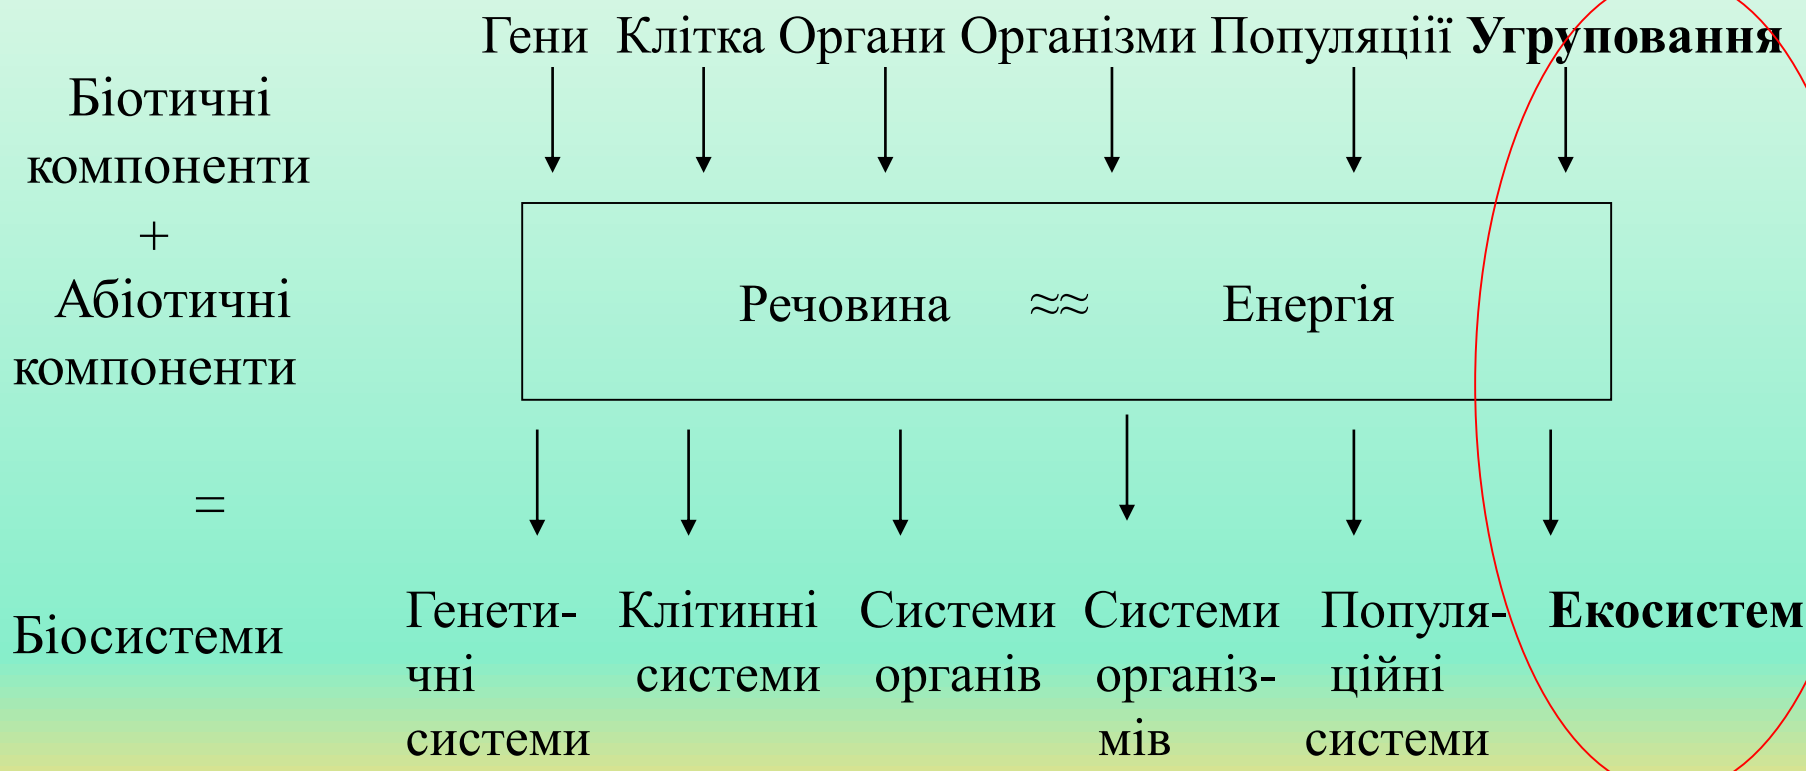 Гени Клітка Органи Організми Популяціії Угруповання
Біотичні
компоненти
+
Абіотичні
компоненти
Речовина ≈≈ Енергія
=
Біосистеми
Генети-
чні
системи
Клітинні
системи
Системи
органів
Системи
організ-
мів
Популя-
ційні
системи
Екосистем